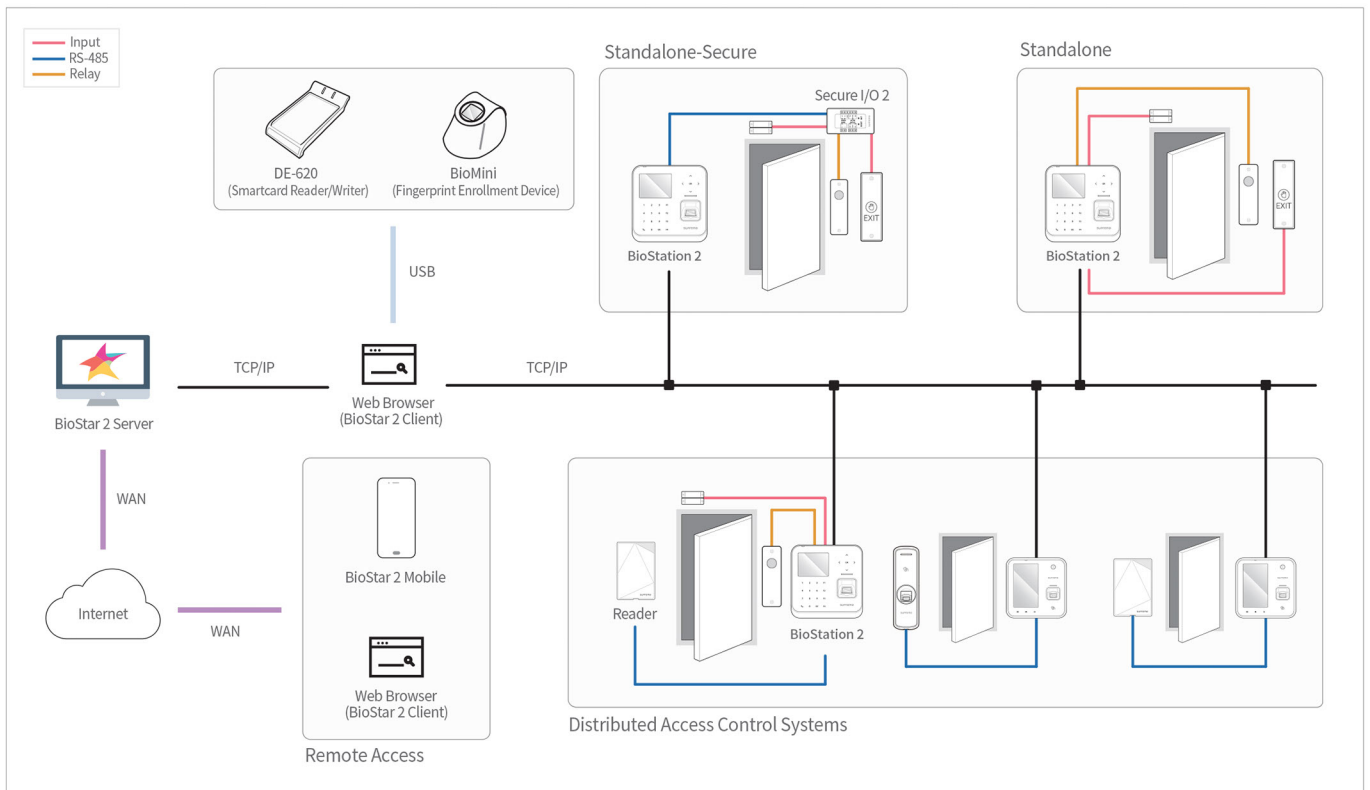 Input
RS-485
Relay
Standalone-Secure
Standalone
Secure I/O 2
DE-620
(Smartcard Reader/Writer)
BioMini
(Fingerprint Enrollment Device)
EXIT
BioStation 2
EXIT
BioStation 2
USB
TCP/IP
TCP/IP
BioStar 2 Server
Web Browser
(BioStar 2 Client)
WAN
BioStar 2 Mobile
Internet
WAN
Reader
BioStation 2
Web Browser
(BioStar 2 Client)
Distributed Access Control Systems
Remote Access